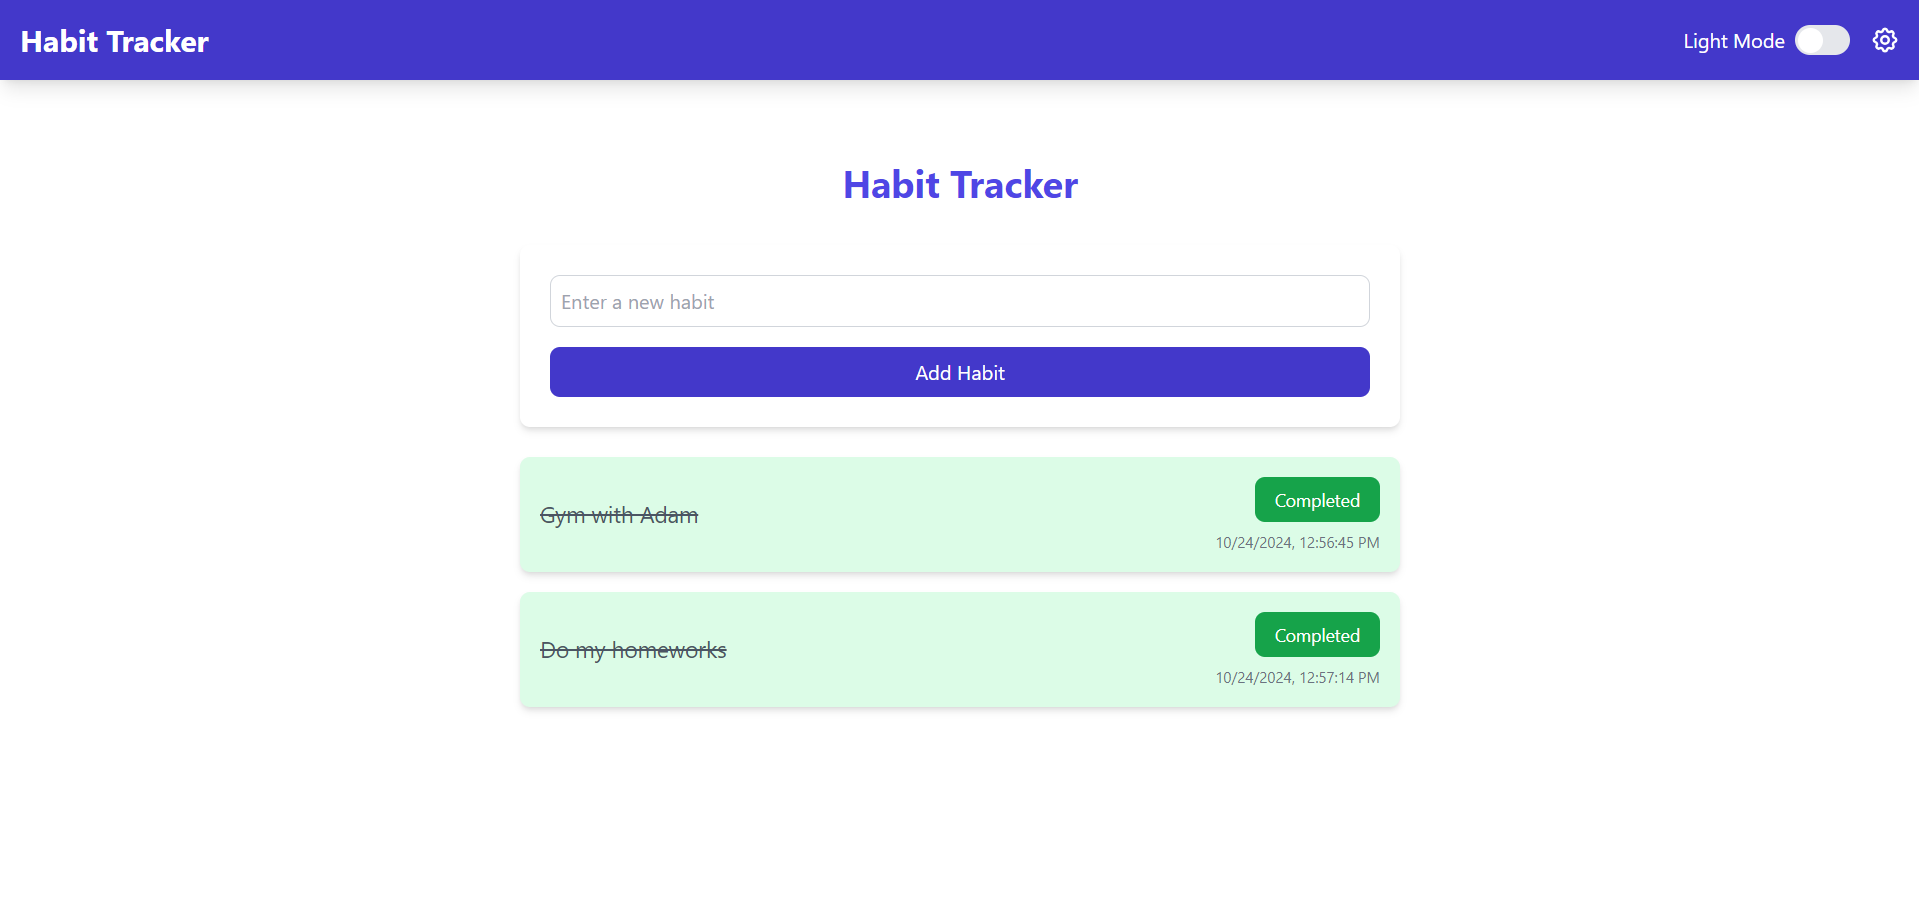 Habit Tracker
Light Mode
Habit Tracker
Enter a new habit
Add Habit
Gym with Adam
Completed
10/24/2024, 12:56:45 PM
Do my homeworks
Completed
10/24/2024, 12:57:14 PM